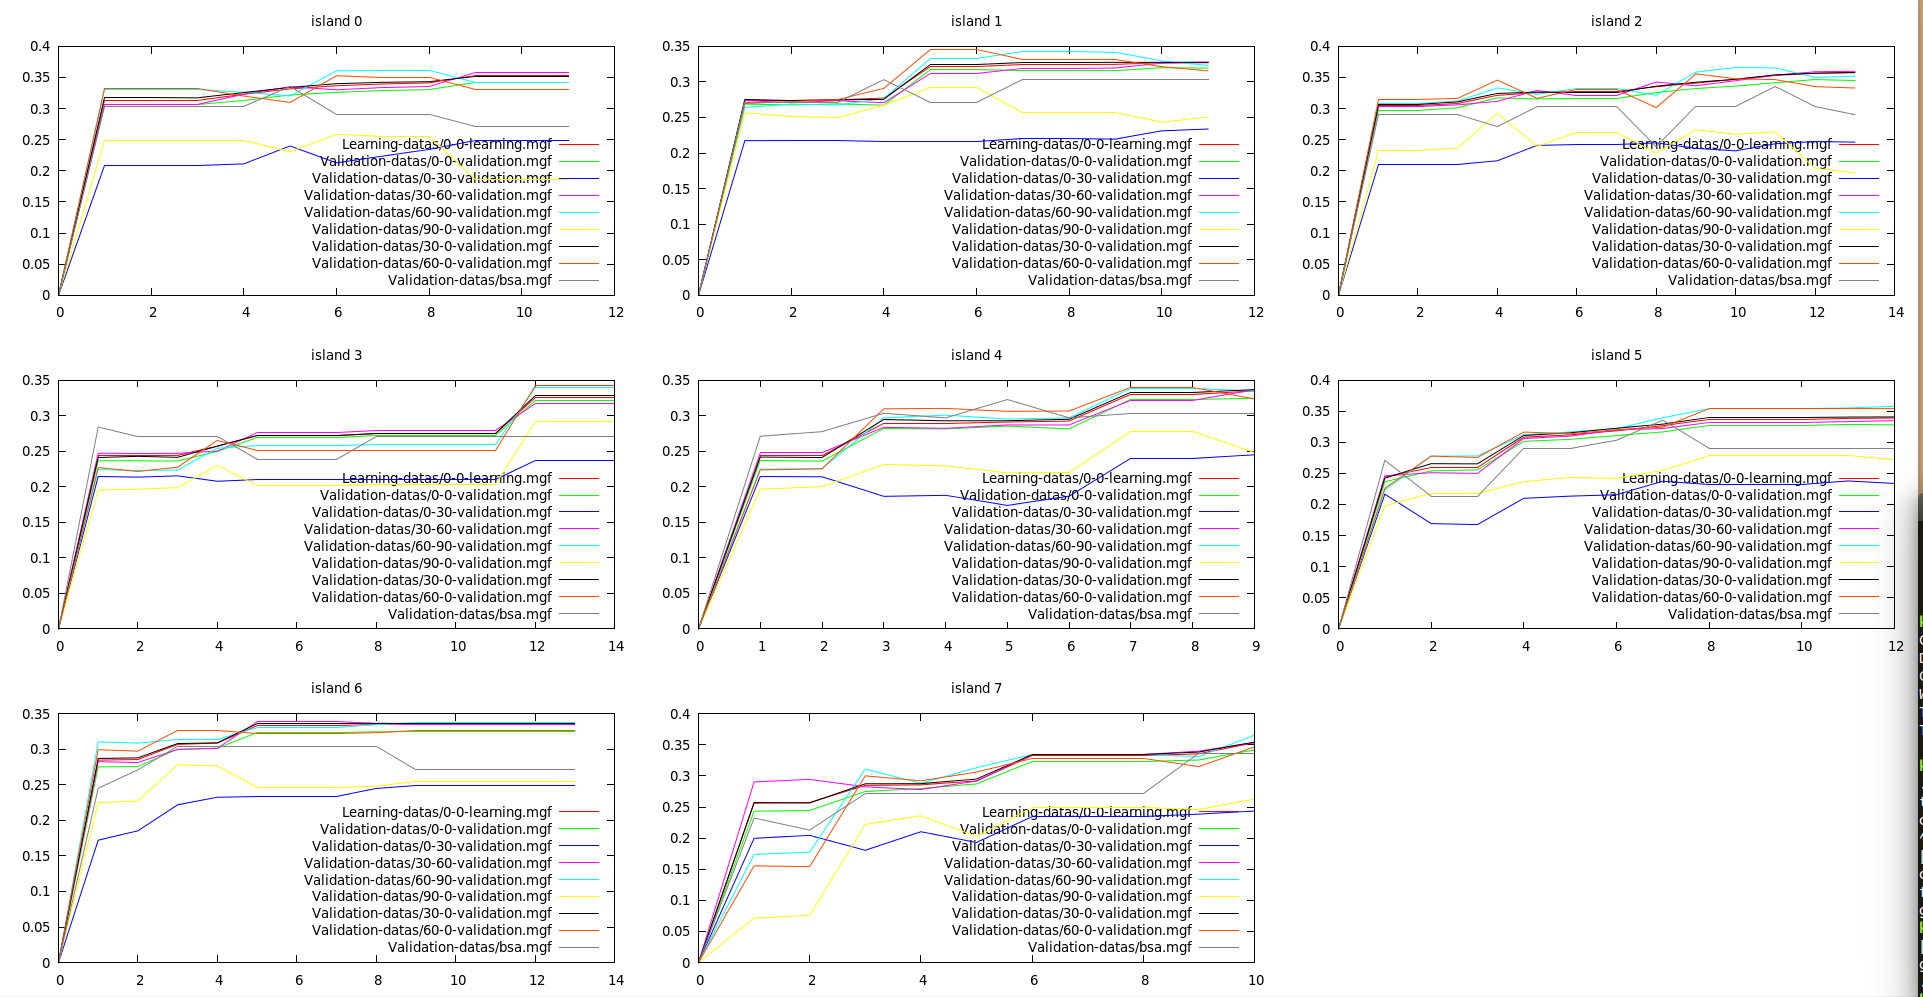 island 0
0.4
0.35
0.3
0.25
0.2
0.15
0.1
0.05
0
Learning-datas/0-0-learning.mgf
Validation-datas/0-0-validation.mgf
Validation-datas/0-30-validation.mgf
Validation-datas/30-60-validation.mgf
Validation-datas/60-90-validation.mgf
Validation-datas/90-0-validation.mgf
Validation-datas/30-0-validation.mgf
Validation-datas/60-0-validation.mgf
Validation-datas/bsa.mgf
0 2 4 6 8 10 12
island 1
0.35
0.3
0.25
0.2
0.15
0.1
0.05
0
Learning-datas/0-0-learning.mgf
Validation-datas/0-0-validation.mgf
Validation-datas/0-30-validation.mgf
Validation-datas/30-60-validation.mgf
Validation-datas/60-90-validation.mgf
Validation-datas/90-0-validation.mgf
Validation-datas/30-0-validation.mgf
Validation-datas/60-0-validation.mgf
Validation-datas/bsa.mgf
0 2 4 6 8 10 12
island 2
0.4
0.35
0.3
0.25
0.2
0.15
0.1
0.05
0
Learning-datas/0-0-learning.mgf
Validation-datas/0-0-validation.mgf
Validation-datas/0-30-validation.mgf
Validation-datas/30-60-validation.mgf
Validation-datas/60-90-validation.mgf
Validation-datas/90-0-validation.mgf
Validation-datas/30-0-validation.mgf
Validation-datas/60-0-validation.mgf
Validation-datas/bsa.mgf
0 2 4 6 8 10 12 14
island 3
0.35
0.3
0.25
0.2
0.15
0.1
0.05
0
Learning-datas/0-0-learning.mgf
Validation-datas/0-0-validation.mgf
Validation-datas/0-30-validation.mgf
Validation-datas/30-60-validation.mgf
Validation-datas/60-90-validation.mgf
Validation-datas/90-0-validation.mgf
Validation-datas/30-0-validation.mgf
Validation-datas/60-0-validation.mgf
Validation-datas/bsa.mgf
0 2 4 6 8 10 12 14
island 4
0.35
0.3
0.25
0.2
0.15
0.1
0.05
0
Learning-datas/0-0-learning.mgf
Validation-datas/0-0-validation.mgf
Validation-datas/0-30-validation.mgf
Validation-datas/30-60-validation.mgf
Validation-datas/60-90-validation.mgf
Validation-datas/90-0-validation.mgf
Validation-datas/30-0-validation.mgf
Validation-datas/60-0-validation.mgf
Validation-datas/bsa.mgf
0 1 2 3 4 5 6 7 8 9
island 5
0.4
0.35
0.3
0.25
0.2
0.15
0.1
0.05
0
Learning-datas/0-0-learning.mgf
Validation-datas/0-0-validation.mgf
Validation-datas/0-30-validation.mgf
Validation-datas/30-60-validation.mgf
Validation-datas/60-90-validation.mgf
Validation-datas/90-0-validation.mgf
Validation-datas/30-0-validation.mgf
Validation-datas/60-0-validation.mgf
Validation-datas/bsa.mgf
0 2 4 6 8 10 12
island 6
0.35
0.3
0.25
0.2
0.15
0.1
0.05
0
Learning-datas/0-0-learning.mgf
Validation-datas/0-0-validation.mgf
Validation-datas/0-30-validation.mgf
Validation-datas/30-60-validation.mgf
Validation-datas/60-90-validation.mgf
Validation-datas/90-0-validation.mgf
Validation-datas/30-0-validation.mgf
Validation-datas/60-0-validation.mgf
Validation-datas/bsa.mgf
0 2 4 6 8 10 12 14
island 7
0.4
0.35
0.3
0.25
0.2
0.15
0.1
0.05
0
Learning-datas/0-0-learning.mgf
Validation-datas/0-0-validation.mgf
Validation-datas/0-30-validation.mgf
Validation-datas/30-60-validation.mgf
Validation-datas/60-90-validation.mgf
Validation-datas/90-0-validation.mgf
Validation-datas/30-0-validation.mgf
Validation-datas/60-0-validation.mgf
Validation-datas/bsa.mgf
0 2 4 6 8 10